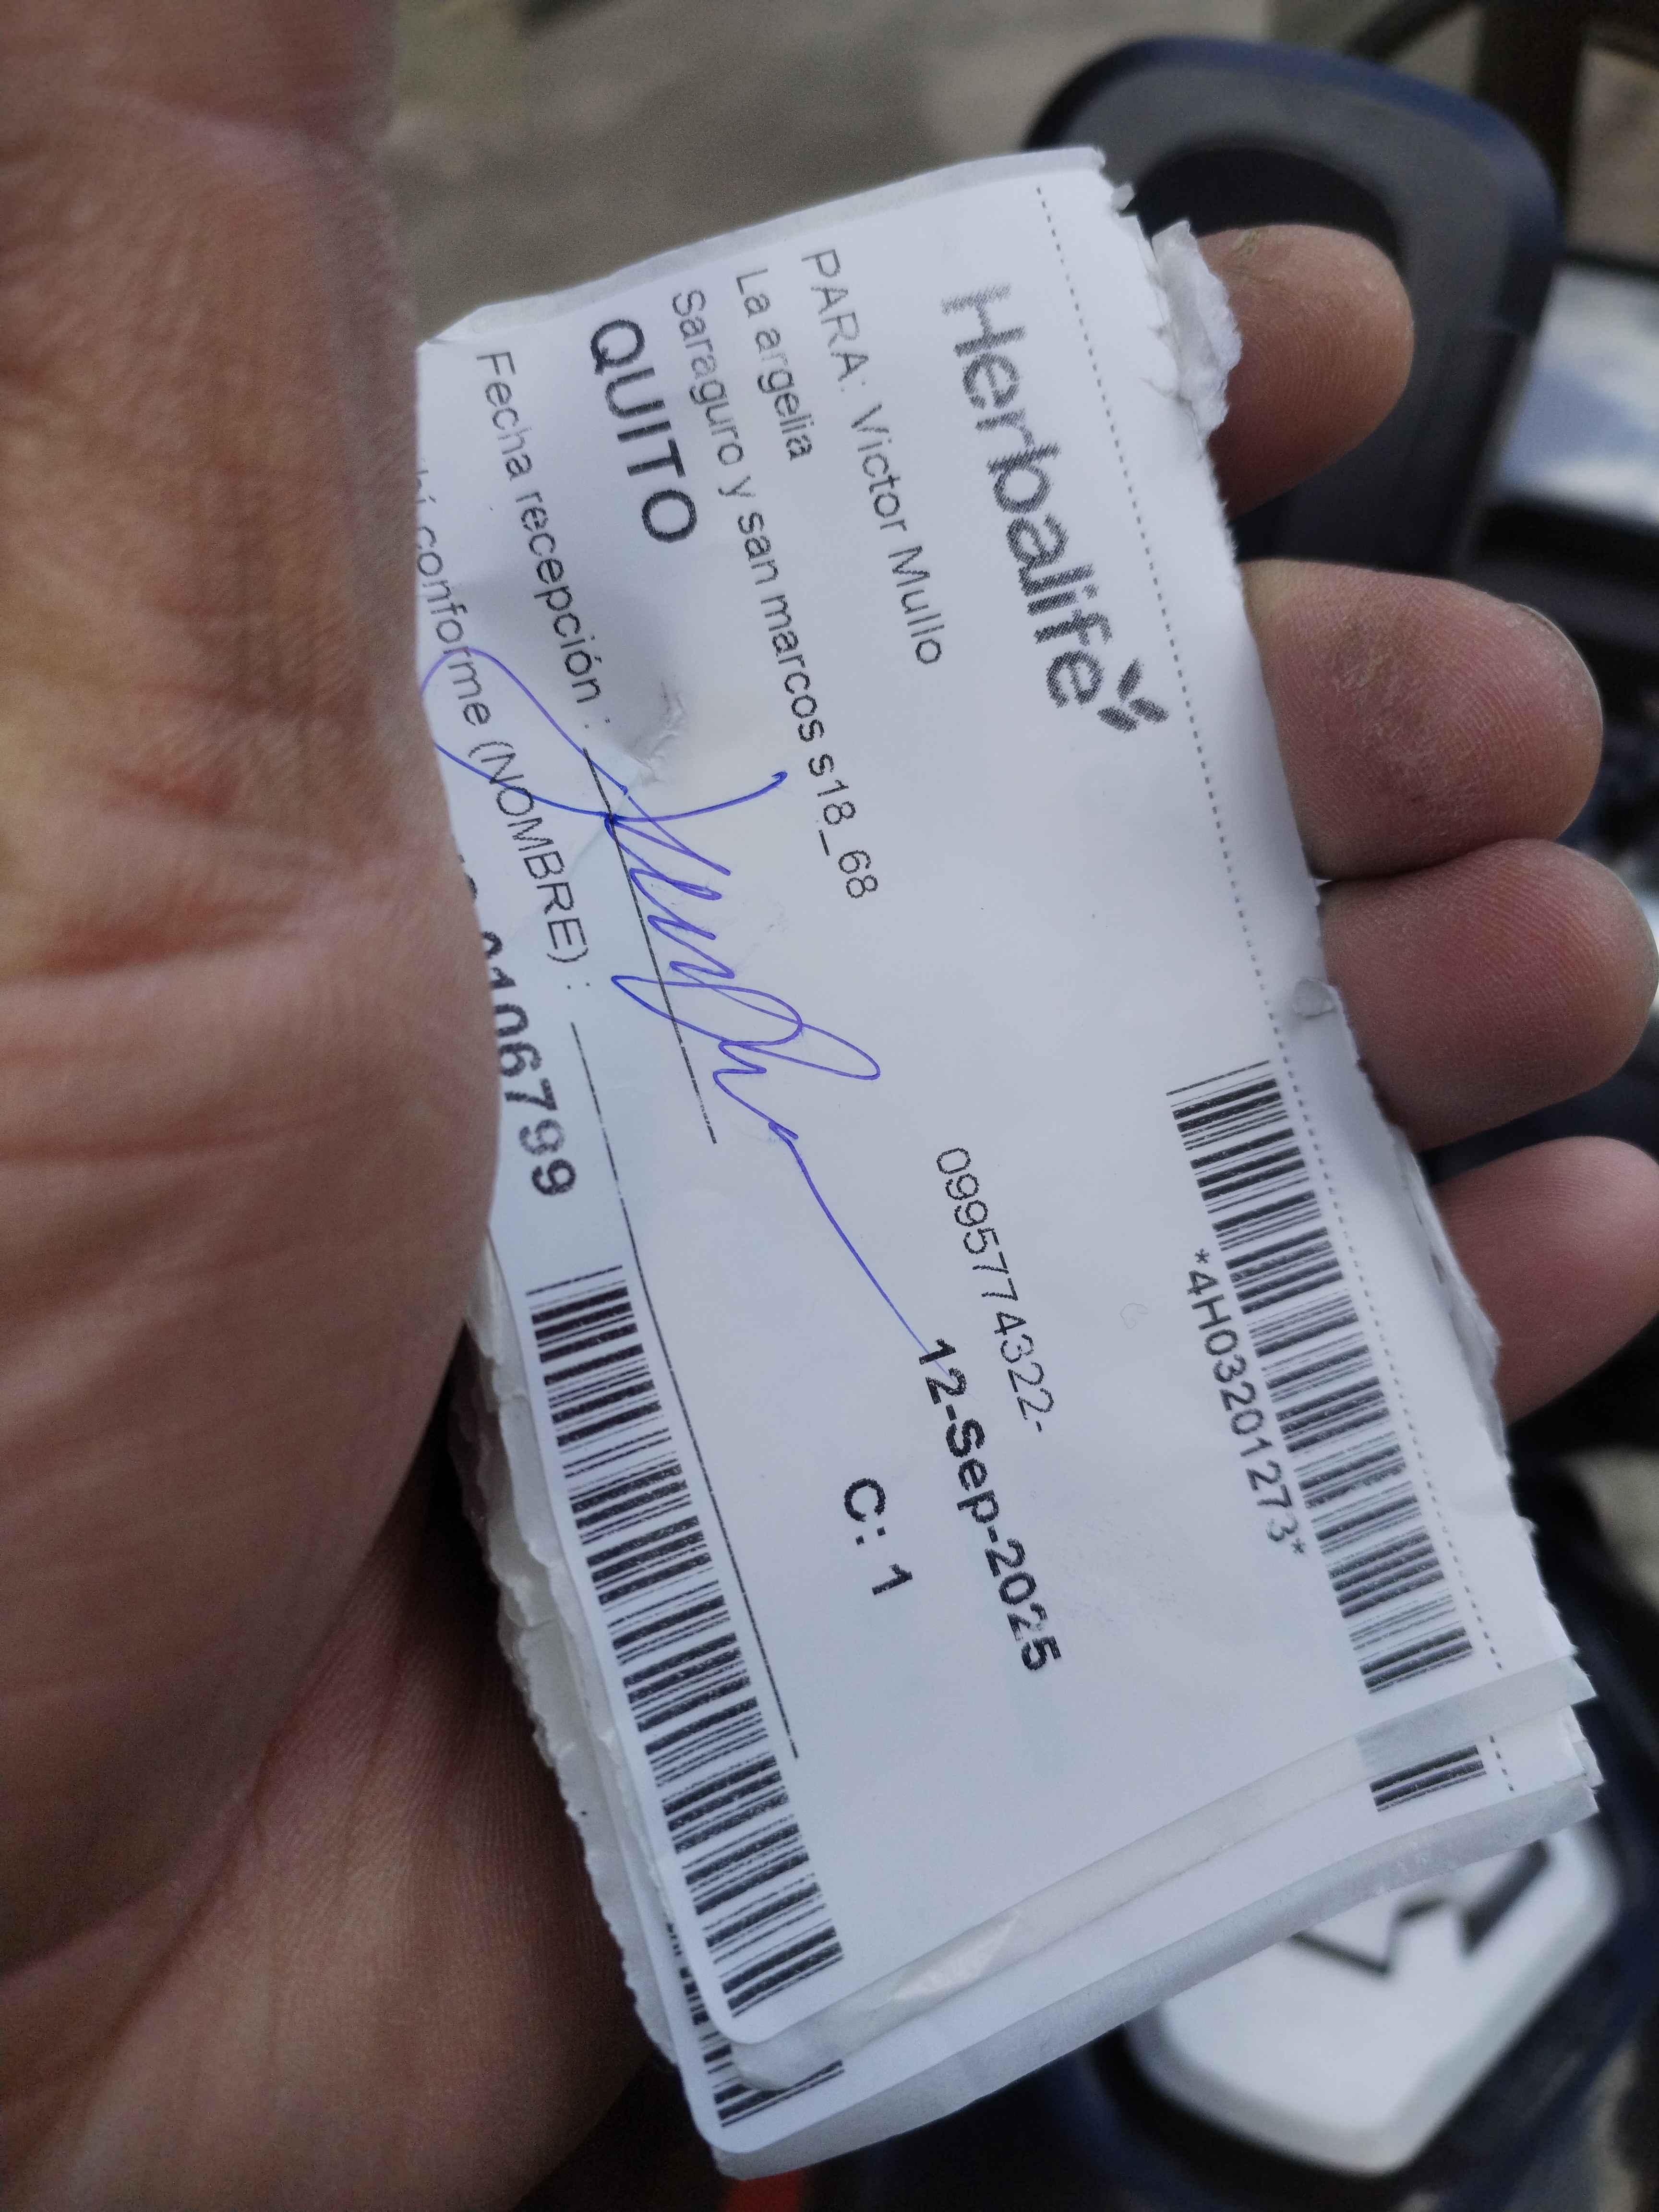 Herbalife
*4H03201273*
PARA: Victor Mullo
0995774322-
La argelia
12-Sep-2025
Saraguro y san marcos s18_68
QUITO
C: 1
Fecha recepción :
conforme (NOMBRE) :